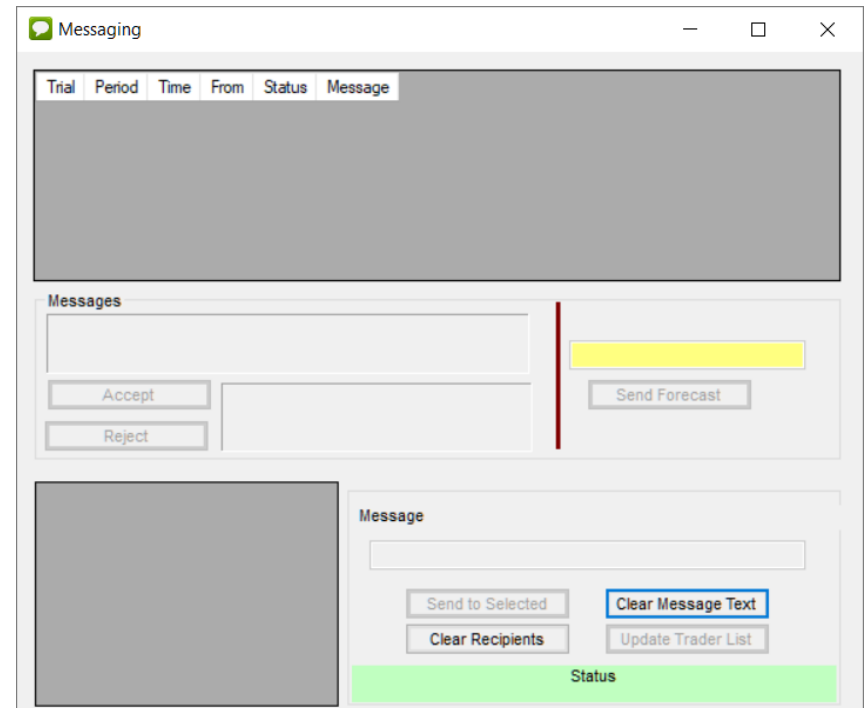 Messaging
Trial Period Time From Status Message
Messages
Accept
Send Forecast
Reject
Message
Send to Selected Clear Message Text
Clear Recipients Update Trader List
Status